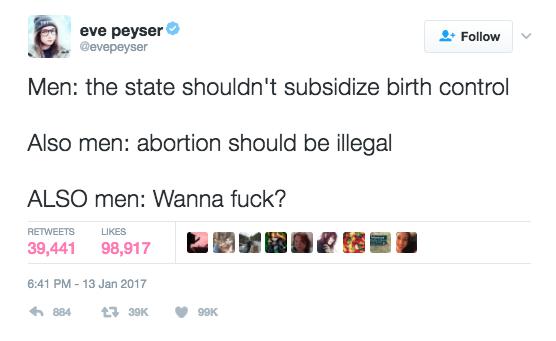 eve peyser
@evepeyser
Follow
Men: the state shouldn't subsidize birth control
Also men: abortion should be illegal
ALSO men: Wanna fuck?
RETWEETS LIKES
39,441 98,917
6:41 PM - 13 Jan 2017
884 39K 99K